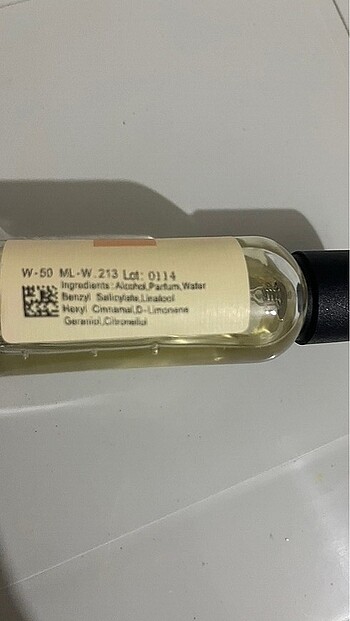 W-50 ML-W.213 Lot: 0114
Ingredients: Alcohol,Parfum,Water
Benzyl Salicylate,Linalool
Hexyl Cinnamal,D-Limonene
Geraniol,Citronellol